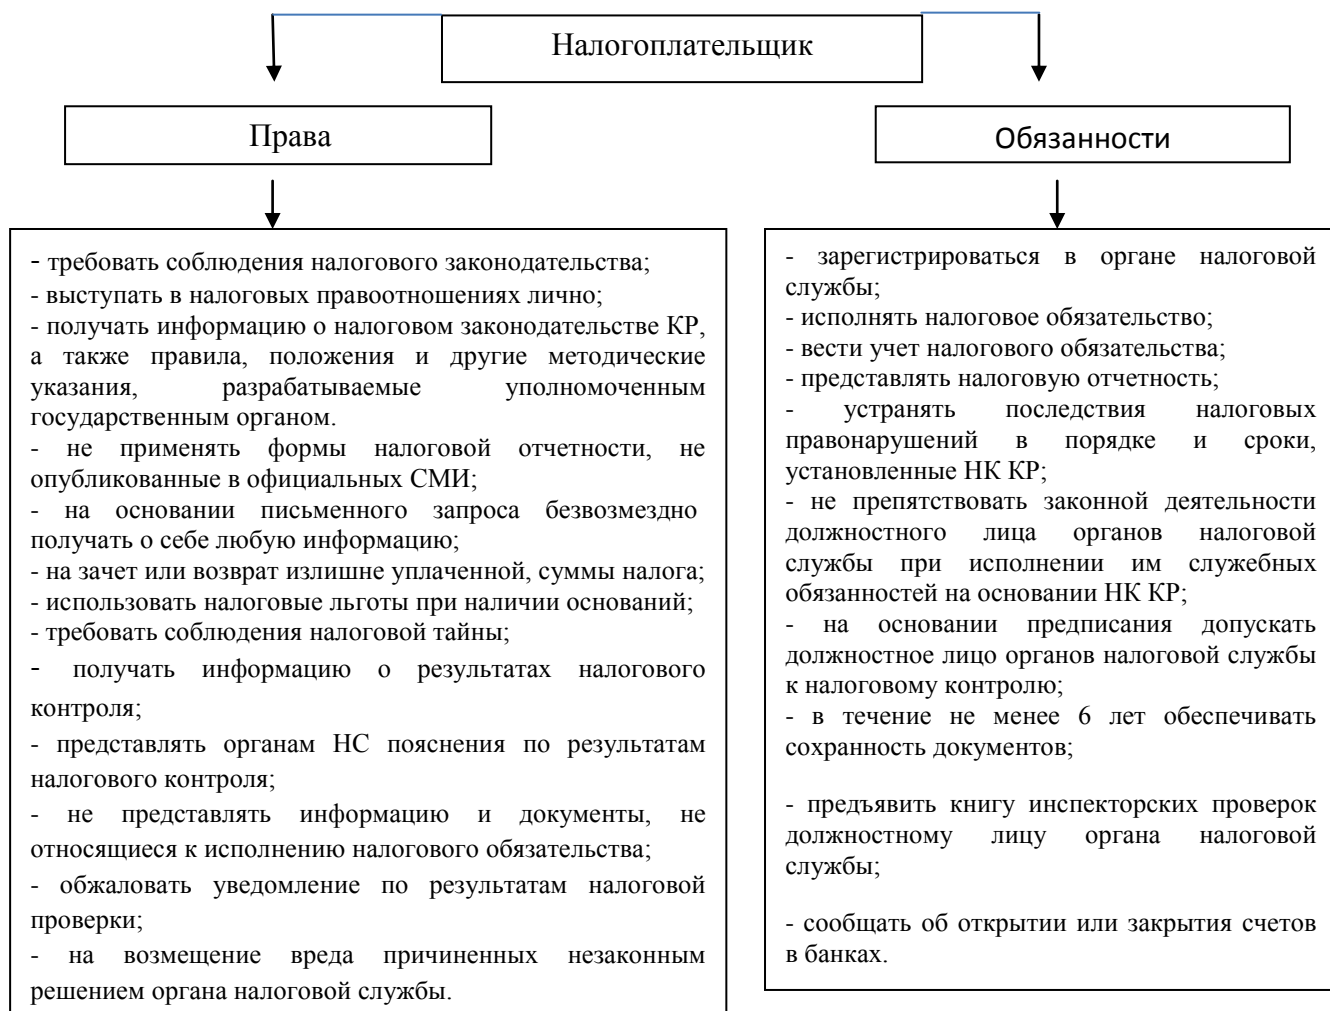 Налогоплательщик
Права
Обязанности
- требовать соблюдения налогового законодательства;
- выступать в налоговых правоотношениях лично;
- получать информацию о налоговом законодательстве КР,
а также правила, положения и другие методические
указания, разрабатываемые уполномоченным
государственным органом.
- не применять формы налоговой отчетности, не
опубликованные в официальных СМИ;
- на основании письменного запроса безвозмездно
получать о себе любую информацию;
- на зачет или возврат излишне уплаченной, суммы налога;
- использовать налоговые льготы при наличии оснований;
- требовать соблюдения налоговой тайны;
- получать информацию о результатах налогового
контроля;
- представлять органам НС пояснения по результатам
налогового контроля;
- не представлять информацию и документы, не
относящиеся к исполнению налогового обязательства;
- обжаловать уведомление по результатам налоговой
проверки;
- на возмещение вреда причиненных незаконным
решением органа налоговой службы.
- зарегистрироваться в органе налоговой
службы;
- исполнять налоговое обязательство;
- вести учет налогового обязательства;
- представлять налоговую отчетность;
- устранять последствия налоговых
правонарушений в порядке и сроки,
установленные НК КР;
- не препятствовать законной деятельности
должностного лица органов налоговой
службы при исполнении им служебных
обязанностей на основании НК КР;
- на основании предписания допускать
должностное лицо органов налоговой службы
к налоговому контролю;
- в течение не менее 6 лет обеспечивать
сохранность документов;
- предъявить книгу инспекторских проверок
должностному лицу органа налоговой
службы;
- сообщать об открытии или закрытия счетов
в банках.